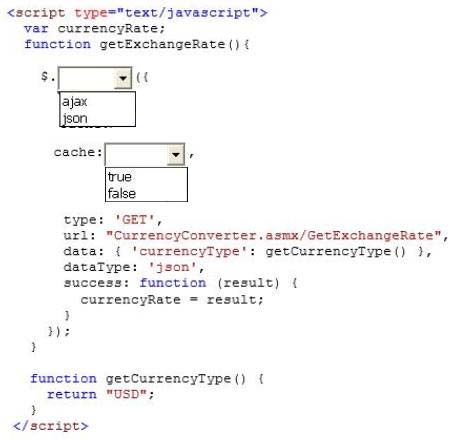 <script type="text/javascript">
var currencyRate;
function getExchangeRate(){
$. ({
ajax
json
cache: ,
true
false
type: 'GET',
url: "CurrencyConverter.asmx/GetExchangeRate",
data: { 'currencyType': getCurrencyType() },
dataType: 'json',
success: function (result) {
currencyRate = result;
}
});
}
function getCurrencyType() {
return "USD";
}
</script>